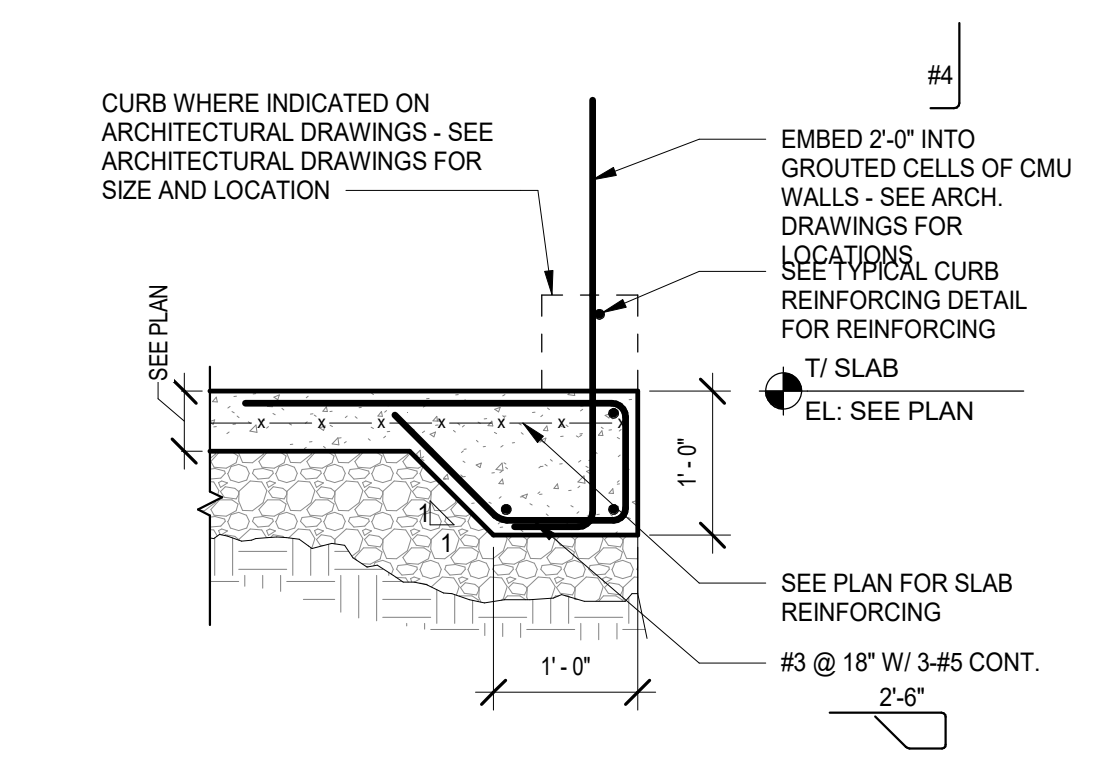 #4
CURB WHERE INDICATED ON
ARCHITECTURAL DRAWINGS - SEE
ARCHITECTURAL DRAWINGS FOR
SIZE AND LOCATION
EMBED 2'-0" INTO
GROUTED CELLS OF CMU
WALLS - SEE ARCH.
DRAWINGS FOR
LOCATIONS
SEE TYPICAL CURB
REINFORCING DETAIL
FOR REINFORCING
SEE PLAN
T/ SLAB
EL: SEE PLAN
x x x x x x x
1' - 0"
1
1
SEE PLAN FOR SLAB
REINFORCING
1' - 0"
#3 @ 18" W/ 3-#5 CONT.
2'-6"